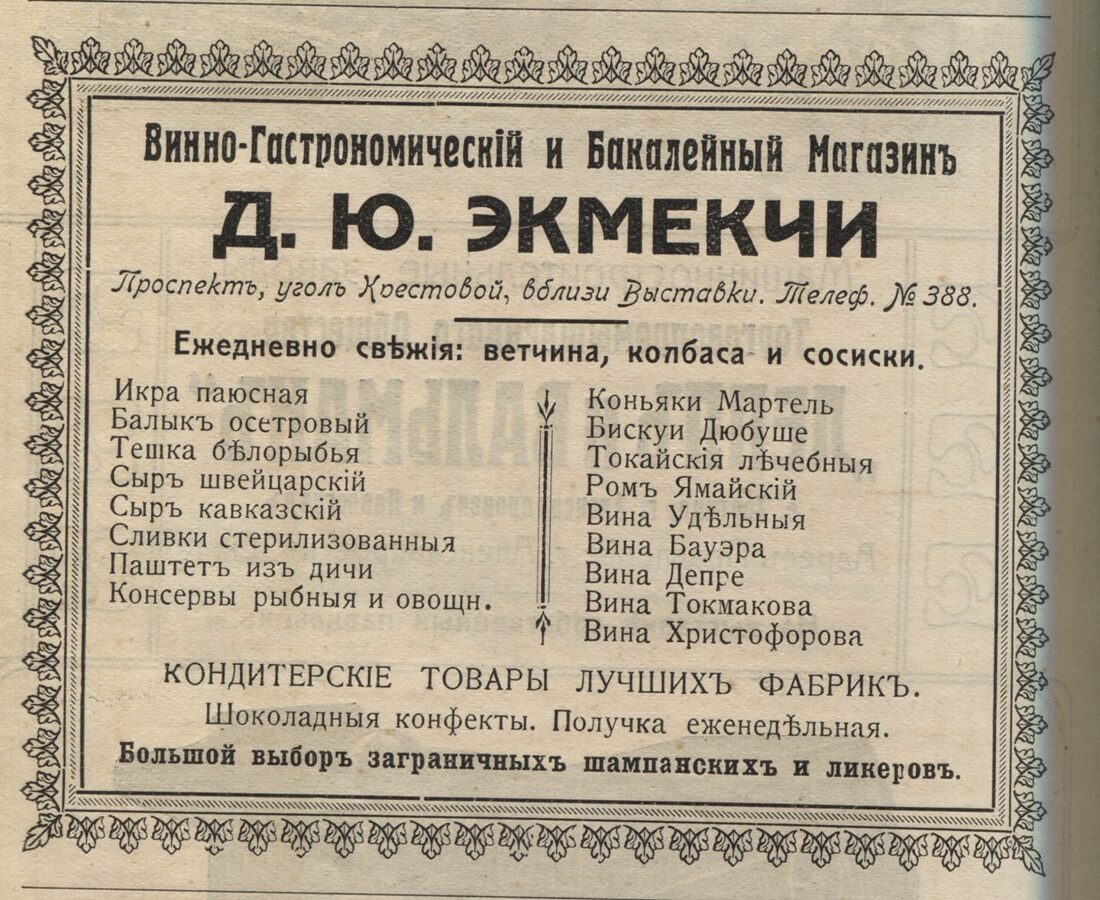 Винно-Гастрономическій и Бакалейный Магазинъ
Д. Ю. ЭКМЕКЧИ
Проспектъ, уголъ Крестовой, вблизи Выставки. Телеф. № 388.
Ежедневно свѣжія: ветчина, колбаса и сосиски.
Икра паюсная
Балыкъ осетровый
Тешка бѣлорыбья
Сыръ швейцарскій
Сыръ кавказскій
Сливки стерилизованныя
Паштетъ изъ дичи
Консервы рыбныя и овощн.
Коньяки Мартель
Бискуи Дюбуше
Токайскія лѣчебныя
Ромъ Ямайскій
Вина Удѣльныя
Вина Бауэра
Вина Депре
Вина Токмакова
Вина Христофорова
КОНДИТЕРСКІЕ ТОВАРЫ ЛУЧШИХЪ ФАБРИКЪ.
Шоколадныя конфекты. Получка еженедѣльная.
Большой выборъ заграничныхъ шампанскихъ и ликеровъ.